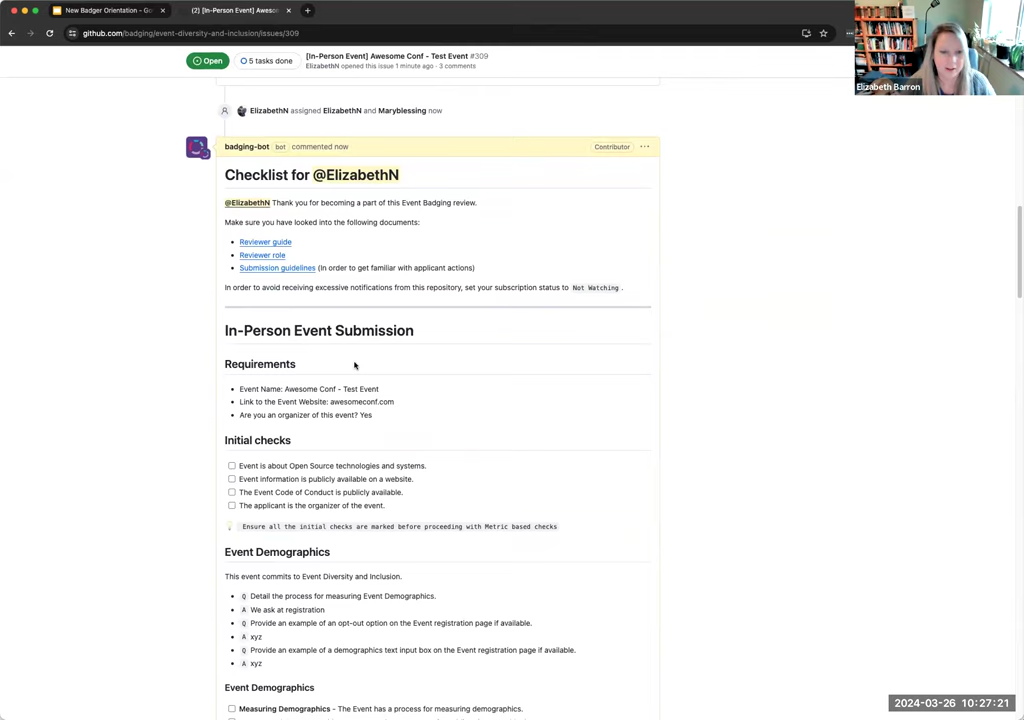 New Badger Orientation - Go
(2) [In-Person Event] Aweso
github.com/badging/event-diversity-and-inclusion/issues/309
Open
5 tasks done
[In-Person Event] Awesome Conf - Test Event #309
ElizabethN opened this issue 1 minute ago · 3 comments
Elizabeth Barron
ElizabethN assigned ElizabethN and Maryblessing now
badging-bot bot commented now
Contributor
Checklist for @ElizabethN
@ElizabethN Thank you for becoming a part of this Event Badging review.
Make sure you have looked into the following documents:
Reviewer guide
Reviewer role
Submission guidelines (In order to get familiar with applicant actions)
In order to avoid receiving excessive notifications from this repository, set your subscription status to Not Watching .
In-Person Event Submission
Requirements
Event Name: Awesome Conf - Test Event
Link to the Event Website: awesomeconf.com
Are you an organizer of this event? Yes
Initial checks
Event is about Open Source technologies and systems.
Event information is publicly available on a website.
The Event Code of Conduct is publicly available.
The applicant is the organizer of the event.
Ensure all the initial checks are marked before proceeding with Metric based checks
Event Demographics
This event commits to Event Diversity and Inclusion.
Q Detail the process for measuring Event Demographics.
A We ask at registration
Q Provide an example of an opt-out option on the Event registration page if available.
A xyz
Q Provide an example of a demographics text input box on the Event registration page if available.
A xyz
Event Demographics
Measuring Demographics - The Event has a process for measuring demographics.
2024-03-26 10:27:21